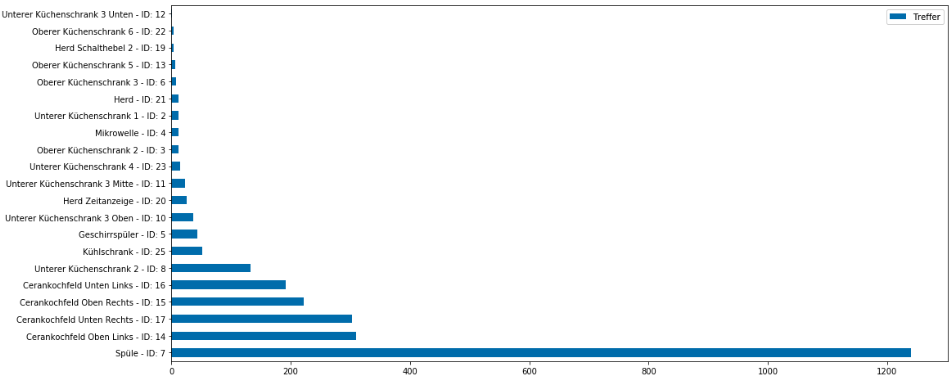 Treffer
Unterer Küchenschrank 3 Unten - ID: 12
Oberer Küchenschrank 6 - ID: 22
Herd Schalthebel 2 - ID: 19
Oberer Küchenschrank 5 - ID: 13
Oberer Küchenschrank 3 - ID: 6
Herd - ID: 21
Unterer Küchenschrank 1 - ID: 2
Mikrowelle - ID: 4
Oberer Küchenschrank 2 - ID: 3
Unterer Küchenschrank 4 - ID: 23
Unterer Küchenschrank 3 Mitte - ID: 11
Herd Zeitanzeige - ID: 20
Unterer Küchenschrank 3 Oben - ID: 10
Geschirrspüler - ID: 5
Kühlschrank - ID: 25
Unterer Küchenschrank 2 - ID: 8
Cerankochfeld Unten Links - ID: 16
Cerankochfeld Oben Rechts - ID: 15
Cerankochfeld Unten Rechts - ID: 17
Cerankochfeld Oben Links - ID: 14
Spüle - ID: 7
0 200 400 600 800 1000 1200